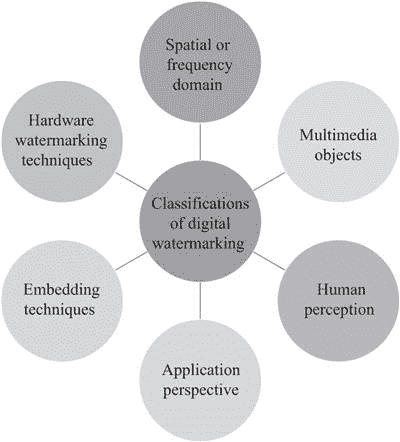 Spatial or
frequency
domain
Multimedia
objects
Human
perception
Application
perspective
Embedding
techniques
Hardware
watermarking
techniques
Classifications
of digital
watermarking